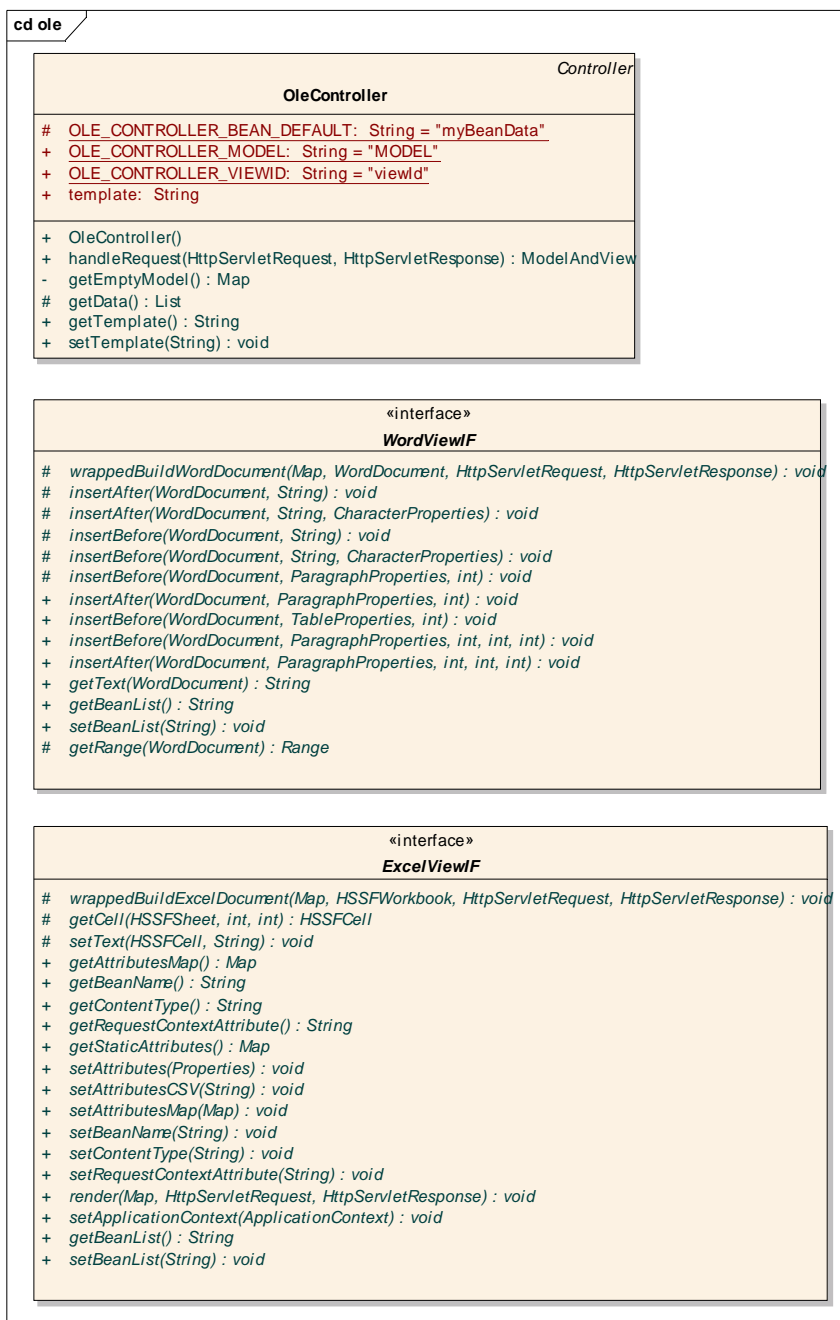 cd ole
Controller
OleController
# OLE_CONTROLLER_BEAN_DEFAULT: String = "myBeanData"
+ OLE_CONTROLLER_MODEL: String = "MODEL"
+ OLE_CONTROLLER_VIEWID: String = "viewId"
+ template: String
+ OleController()
+ handleRequest(HttpServletRequest, HttpServletResponse) : ModelAndView
- getEmptyModel() : Map
# getData() : List
+ getTemplate() : String
+ setTemplate(String) : void
«interface»
WordViewIF
# wrappedBuildWordDocument(Map, WordDocument, HttpServletRequest, HttpServletResponse) : void
# insertAfter(WordDocument, String) : void
# insertAfter(WordDocument, String, CharacterProperties) : void
# insertBefore(WordDocument, String) : void
# insertBefore(WordDocument, String, CharacterProperties) : void
# insertBefore(WordDocument, ParagraphProperties, int) : void
+ insertAfter(WordDocument, ParagraphProperties, int) : void
+ insertBefore(WordDocument, TableProperties, int) : void
+ insertBefore(WordDocument, ParagraphProperties, int, int, int) : void
+ insertAfter(WordDocument, ParagraphProperties, int, int, int) : void
+ getText(WordDocument) : String
+ getBeanList() : String
+ setBeanList(String) : void
# getRange(WordDocument) : Range
«interface»
ExcelViewIF
# wrappedBuildExcelDocument(Map, HSSFWorkbook, HttpServletRequest, HttpServletResponse) : void
# getCell(HSSFSheet, int, int) : HSSFCell
# setText(HSSFCell, String) : void
+ getAttributesMap() : Map
+ getBeanName() : String
+ getContentType() : String
+ getRequestContextAttribute() : String
+ getStaticAttributes() : Map
+ setAttributes(Properties) : void
+ setAttributesCSV(String) : void
+ setAttributesMap(Map) : void
+ setBeanName(String) : void
+ setContentType(String) : void
+ setRequestContextAttribute(String) : void
+ render(Map, HttpServletRequest, HttpServletResponse) : void
+ setApplicationContext(ApplicationContext) : void
+ getBeanList() : String
+ setBeanList(String) : void